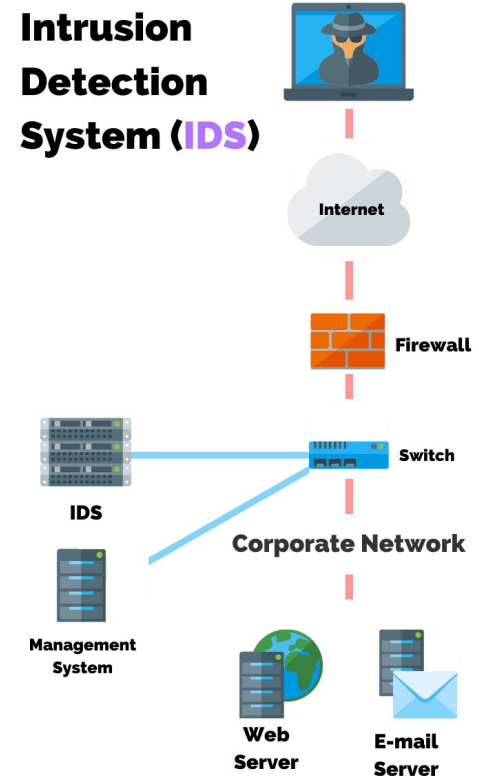 Intrusion
Detection
System (IDS)
Internet
Firewall
Switch
IDS
Corporate Network
Management
System
Web
Server
E-mail
Server